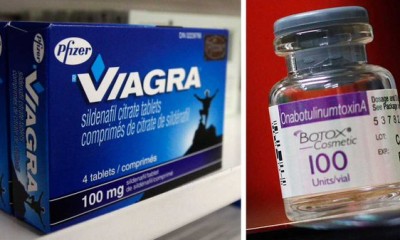 Pfizer
VIAGRA
sildenafil citrate tablets
comprimés de citrate de sildénafil
4 tablets / comprimés
100 mg
OnabotulinumtoxinA
BOTOX®
Cosmetic
100
Units/vial